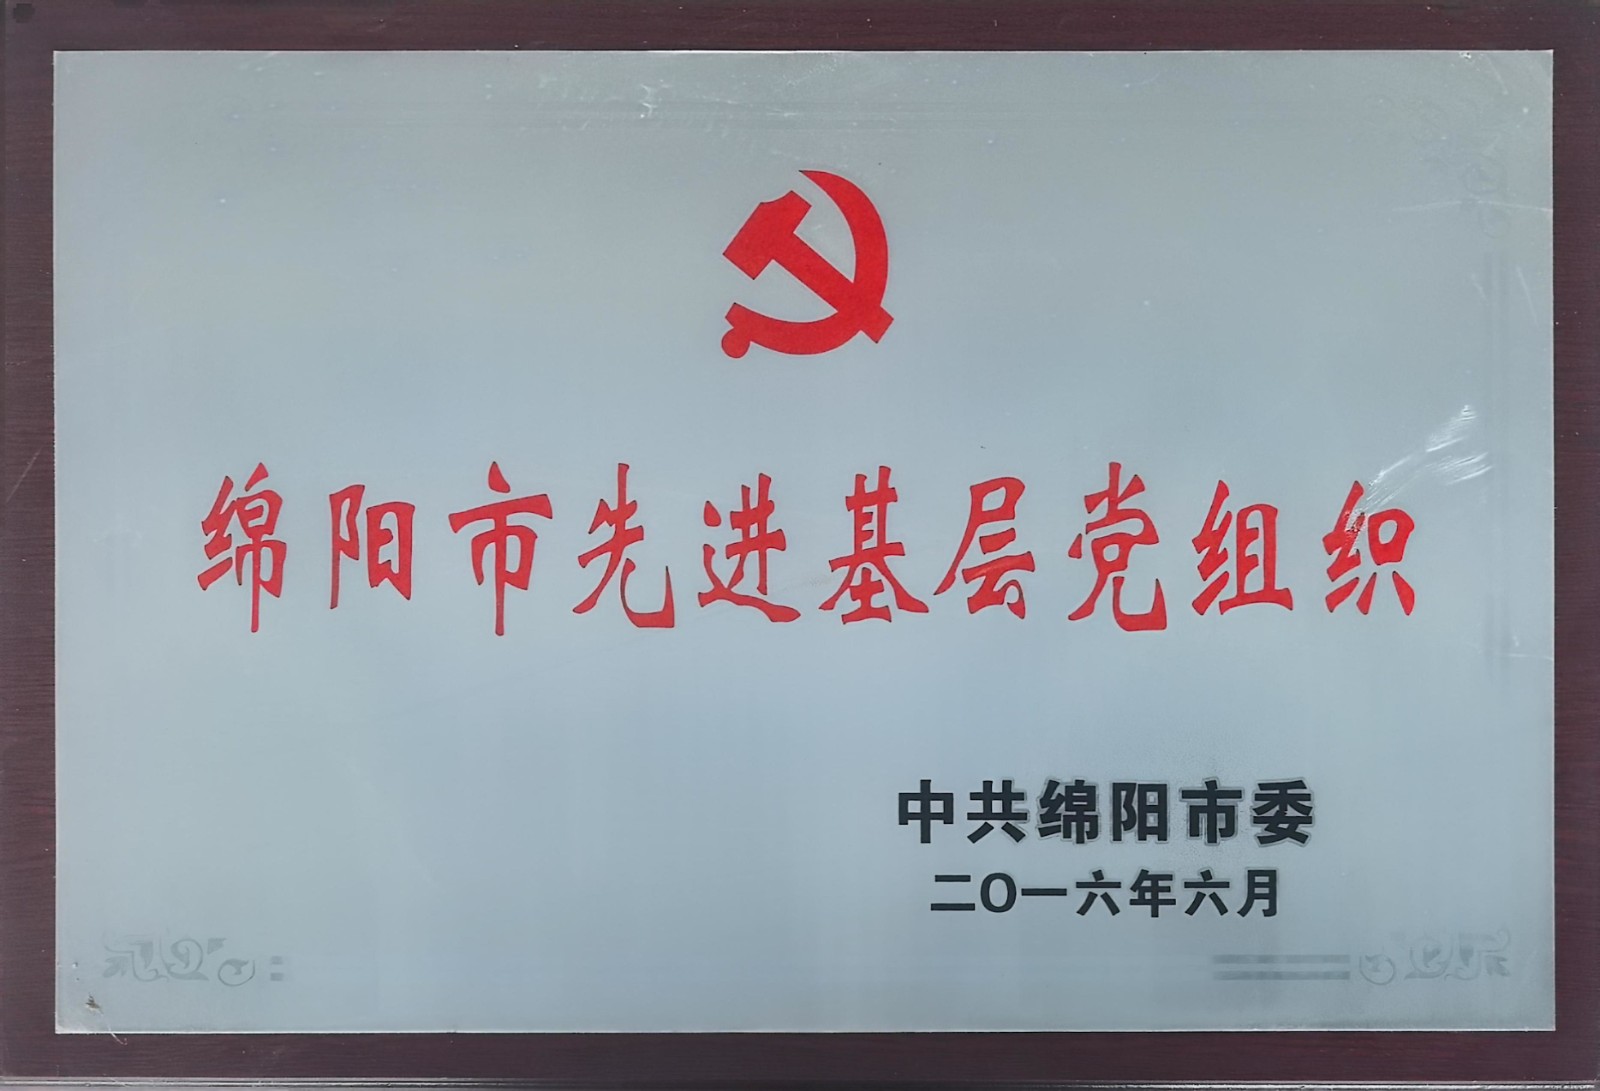 绵阳市先进基层党组织
中共绵阳市委
二〇一六年六月